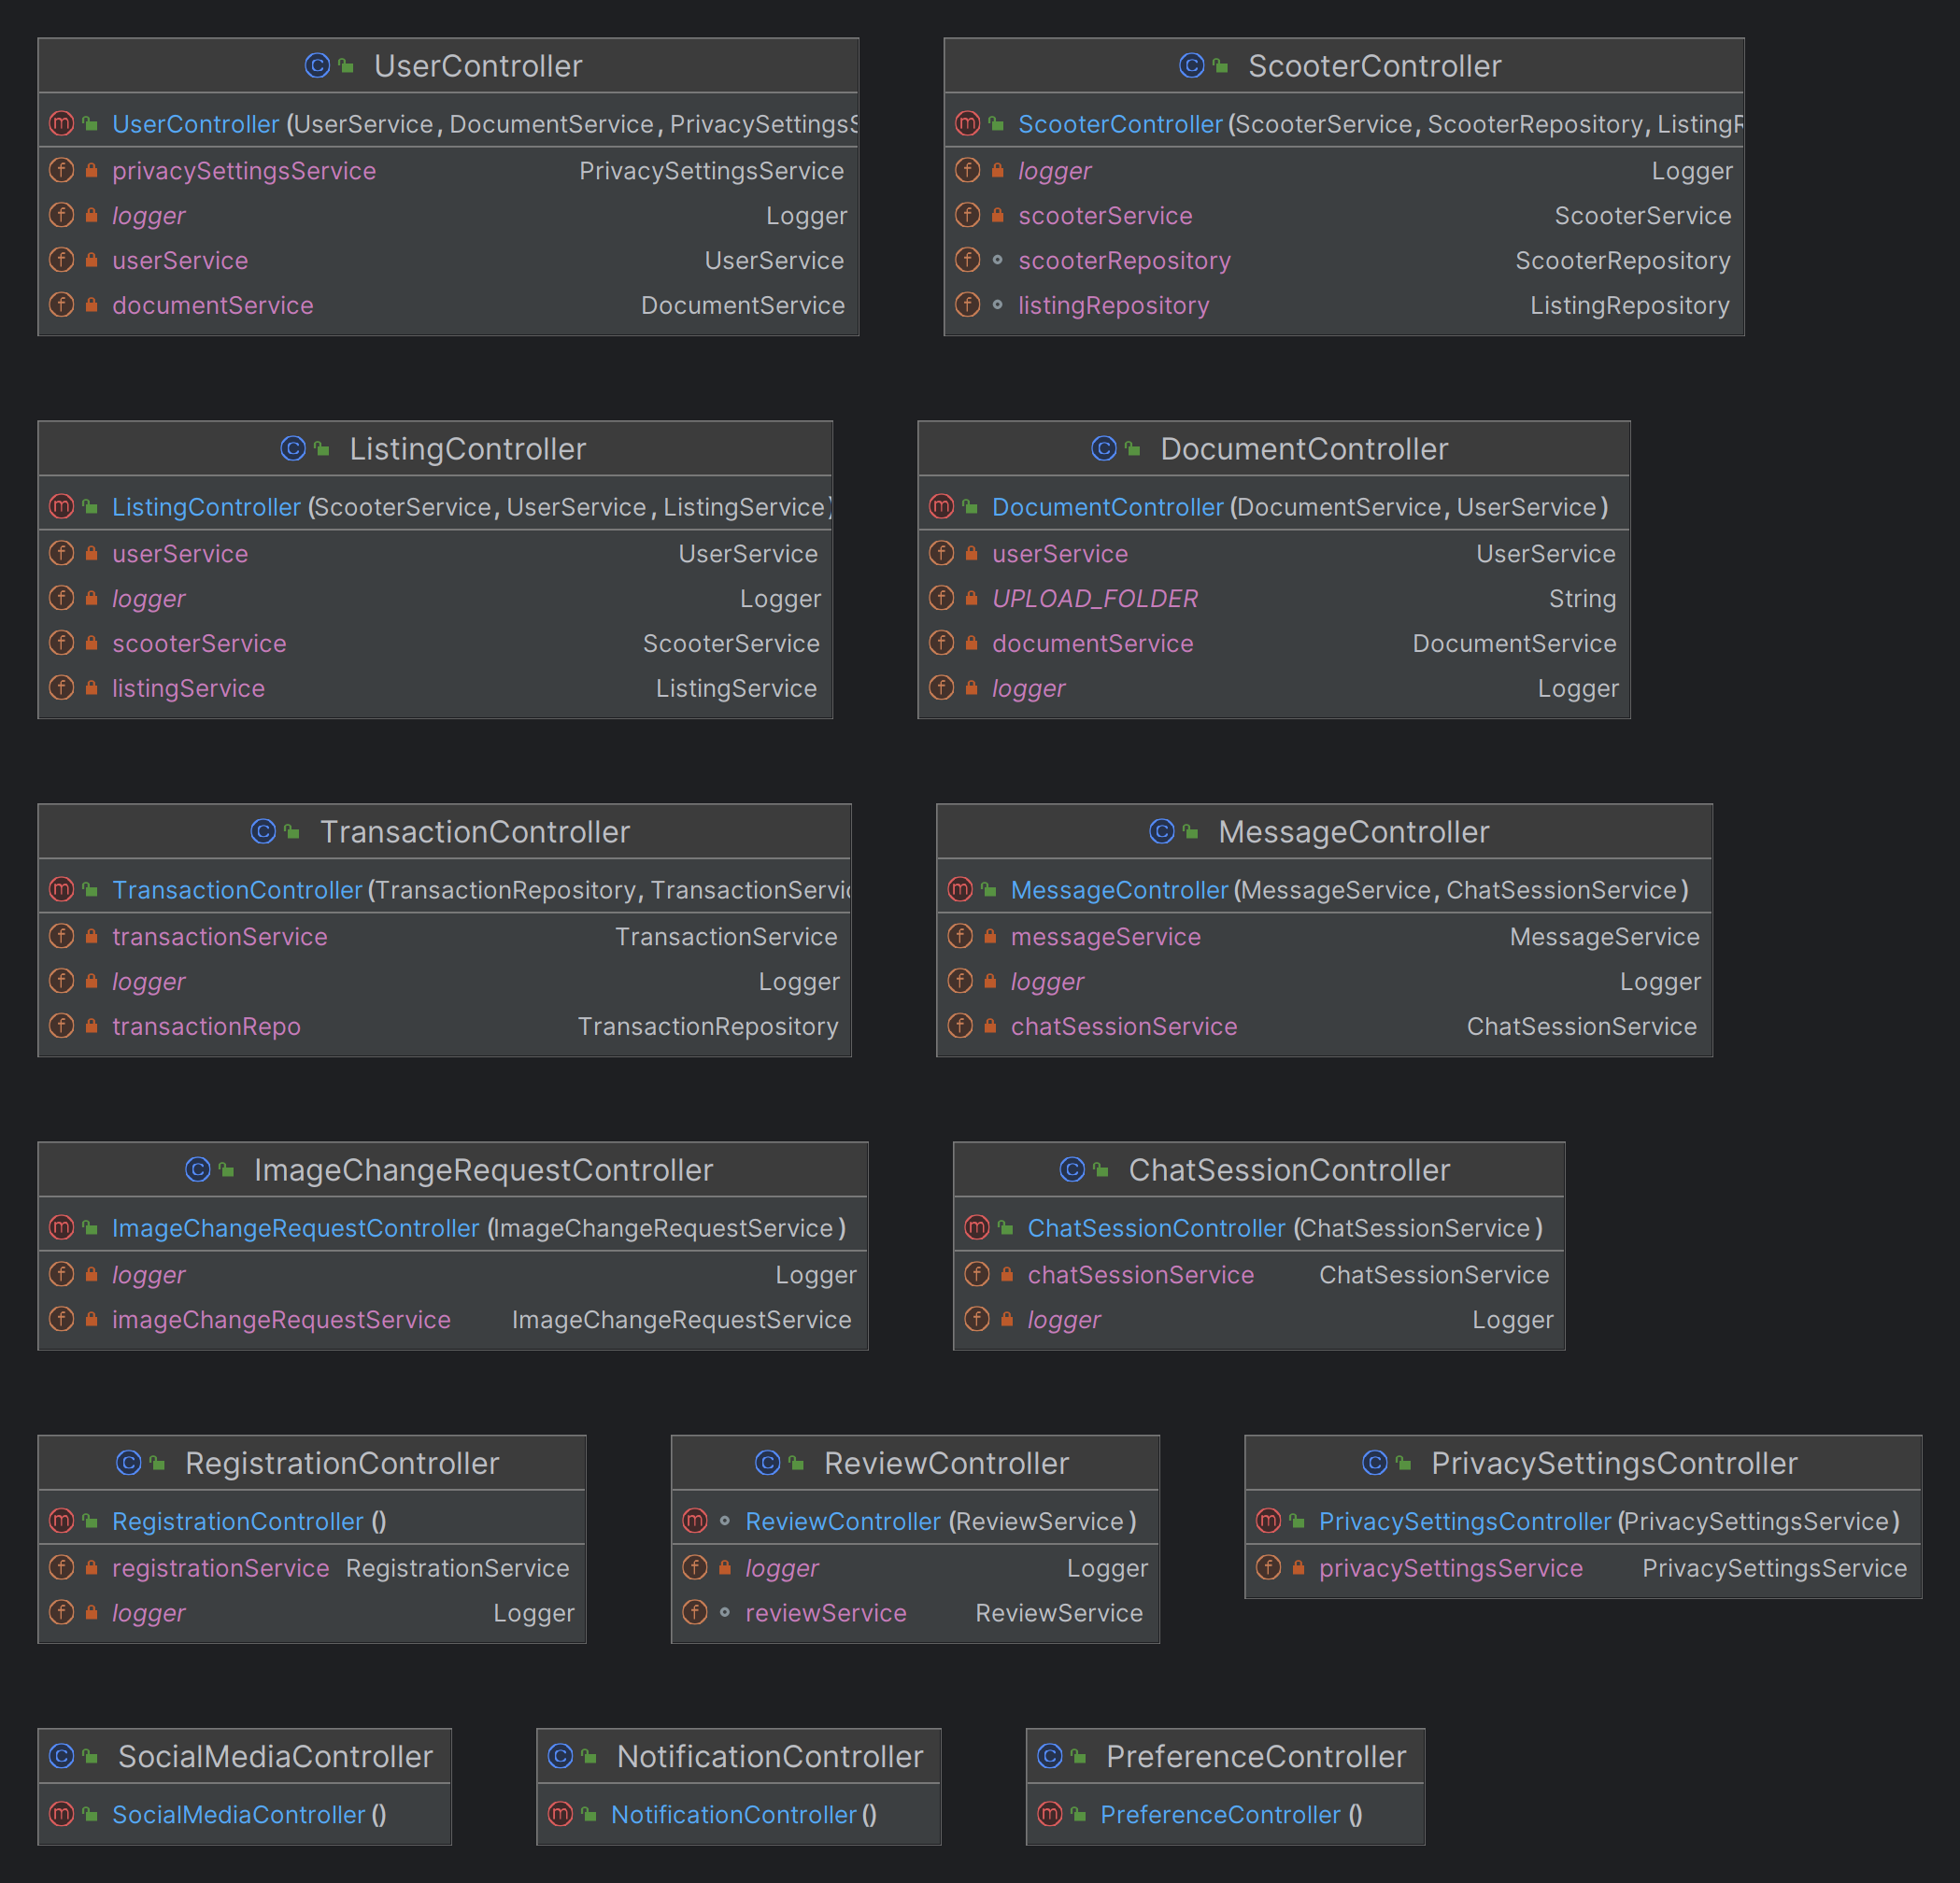 UserController
UserController(UserService, DocumentService, PrivacySettingsS
privacySettingsService PrivacySettingsService
logger Logger
userService UserService
documentService DocumentService
ScooterController
ScooterController(ScooterService, ScooterRepository, ListingR
logger Logger
scooterService ScooterService
scooterRepository ScooterRepository
listingRepository ListingRepository
ListingController
ListingController(ScooterService, UserService, ListingService)
userService UserService
logger Logger
scooterService ScooterService
listingService ListingService
DocumentController
DocumentController(DocumentService, UserService)
userService UserService
UPLOAD_FOLDER String
documentService DocumentService
logger Logger
TransactionController
TransactionController(TransactionRepository, TransactionServic
transactionService TransactionService
logger Logger
transactionRepo TransactionRepository
MessageController
MessageController(MessageService, ChatSessionService)
messageService MessageService
logger Logger
chatSessionService ChatSessionService
ImageChangeRequestController
ImageChangeRequestController(ImageChangeRequestService)
logger Logger
imageChangeRequestService ImageChangeRequestService
ChatSessionController
ChatSessionController(ChatSessionService)
chatSessionService ChatSessionService
logger Logger
RegistrationController
RegistrationController()
registrationService RegistrationService
logger Logger
ReviewController
ReviewController(ReviewService)
logger Logger
reviewService ReviewService
PrivacySettingsController
PrivacySettingsController(PrivacySettingsService)
privacySettingsService PrivacySettingsService
SocialMediaController
SocialMediaController()
NotificationController
NotificationController()
PreferenceController
PreferenceController()